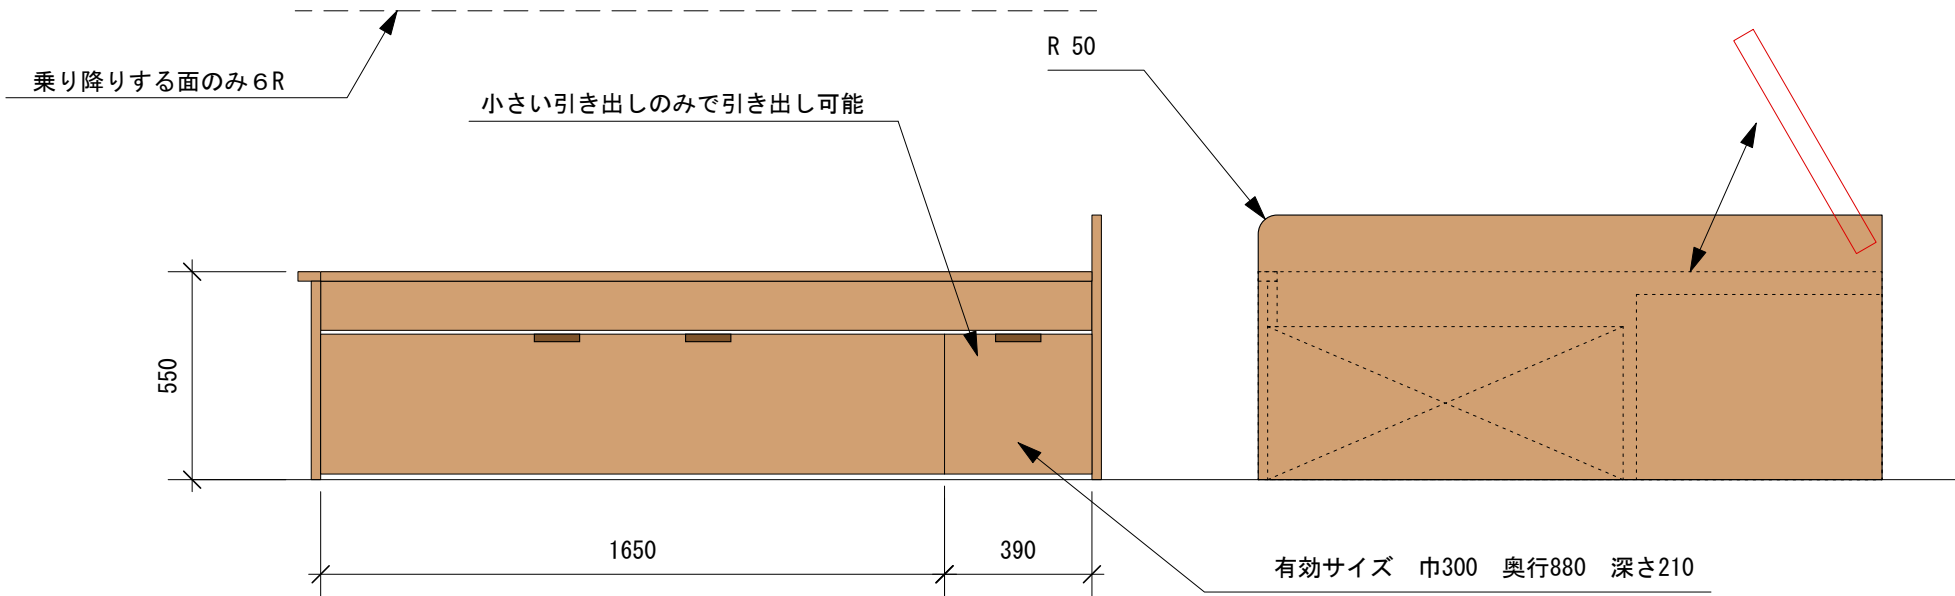 R 50
乗り降りする面のみ６R
小さい引き出しのみで引き出し可能
550
1650
390
有効サイズ　巾300　奥行880　深さ210